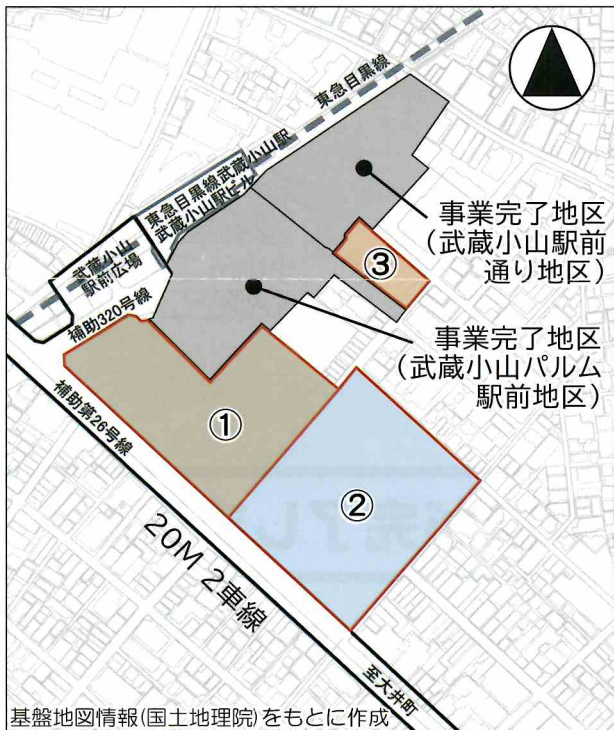 東急目黒線
東急目黒線武蔵小山駅
武蔵小山駅ビル
武蔵小山
駅前広場
補助320号線
事業完了地区
(武蔵小山駅前
通り地区)
③
事業完了地区
(武蔵小山パルム
駅前地区)
①
補助第26号線
②
20M 2車線
至大井町
基盤地図情報(国土地理院)をもとに作成